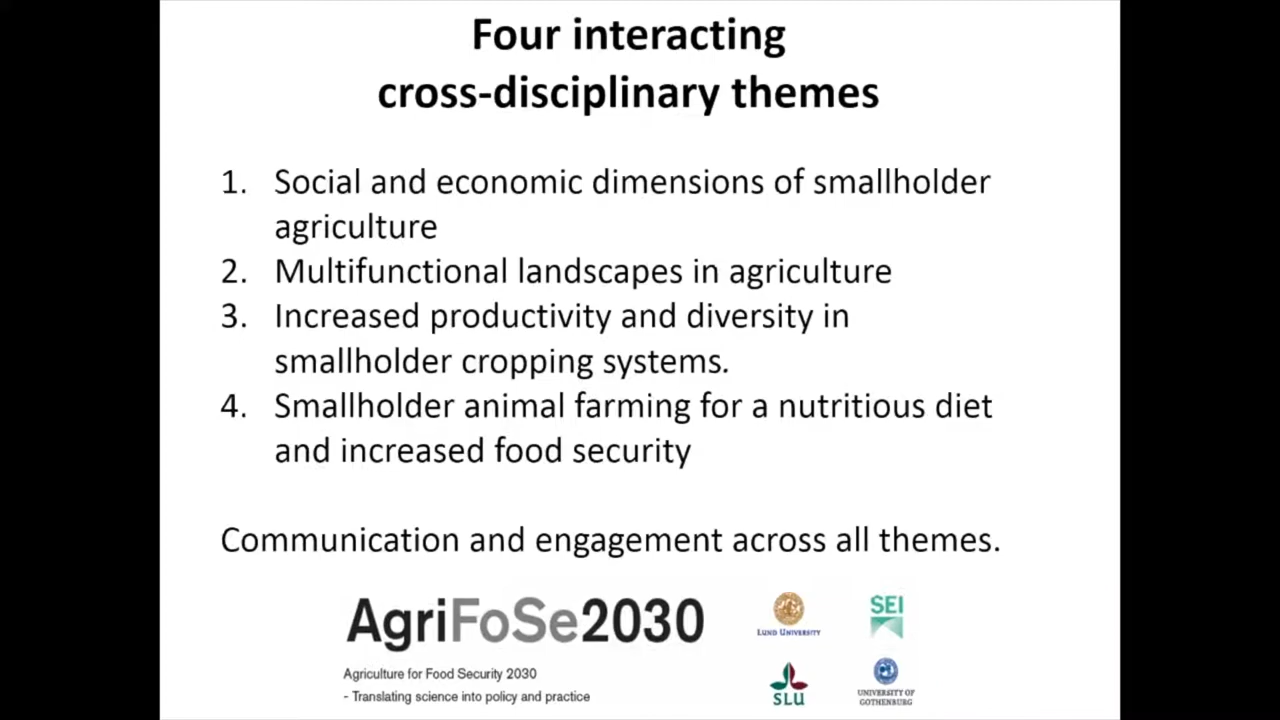 Four interacting
cross-disciplinary themes
1. Social and economic dimensions of smallholder
agriculture
2. Multifunctional landscapes in agriculture
3. Increased productivity and diversity in
smallholder cropping systems.
4. Smallholder animal farming for a nutritious diet
and increased food security
Communication and engagement across all themes.
AgriFoSe2030
Agriculture for Food Security 2030
- Translating science into policy and practice
LUND UNIVERSITY
SEI
SLU
UNIVERSITY OF
GOTHENBURG